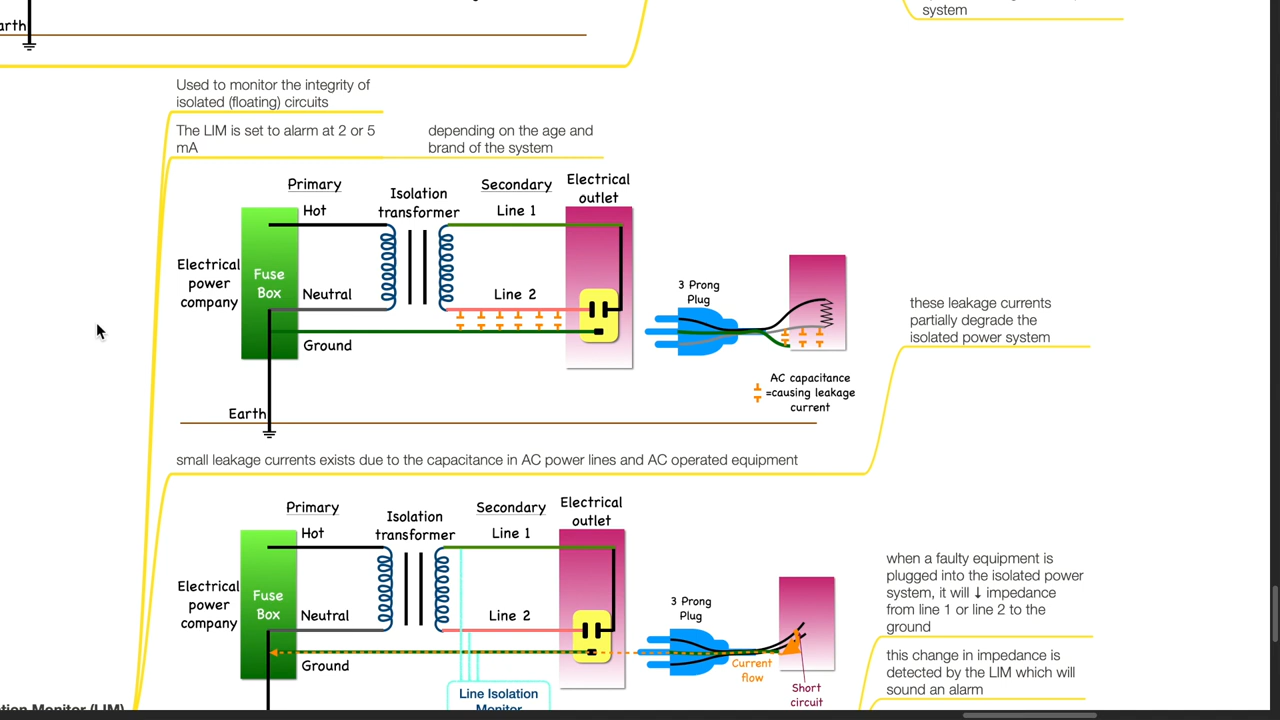 system
arth
Used to monitor the integrity of
isolated (floating) circuits
The LIM is set to alarm at 2 or 5
mA
depending on the age and
brand of the system
Primary
Isolation
transformer
Secondary
Electrical
outlet
Hot
Line 1
Electrical
power
company
Fuse
Box
Neutral
Line 2
3 Prong
Plug
Ground
these leakage currents
partially degrade the
isolated power system
AC capacitance
=causing leakage
current
Earth
small leakage currents exists due to the capacitance in AC power lines and AC operated equipment
Primary
Isolation
transformer
Secondary
Electrical
outlet
Hot
Line 1
Electrical
power
company
Fuse
Box
Neutral
Line 2
3 Prong
Plug
Ground
Current
flow
Short
circuit
Line Isolation
Monitor
when a faulty equipment is
plugged into the isolated power
system, it will ↓ impedance
from line 1 or line 2 to the
ground
this change in impedance is
detected by the LIM which will
sound an alarm
ation Monitor (LIM)